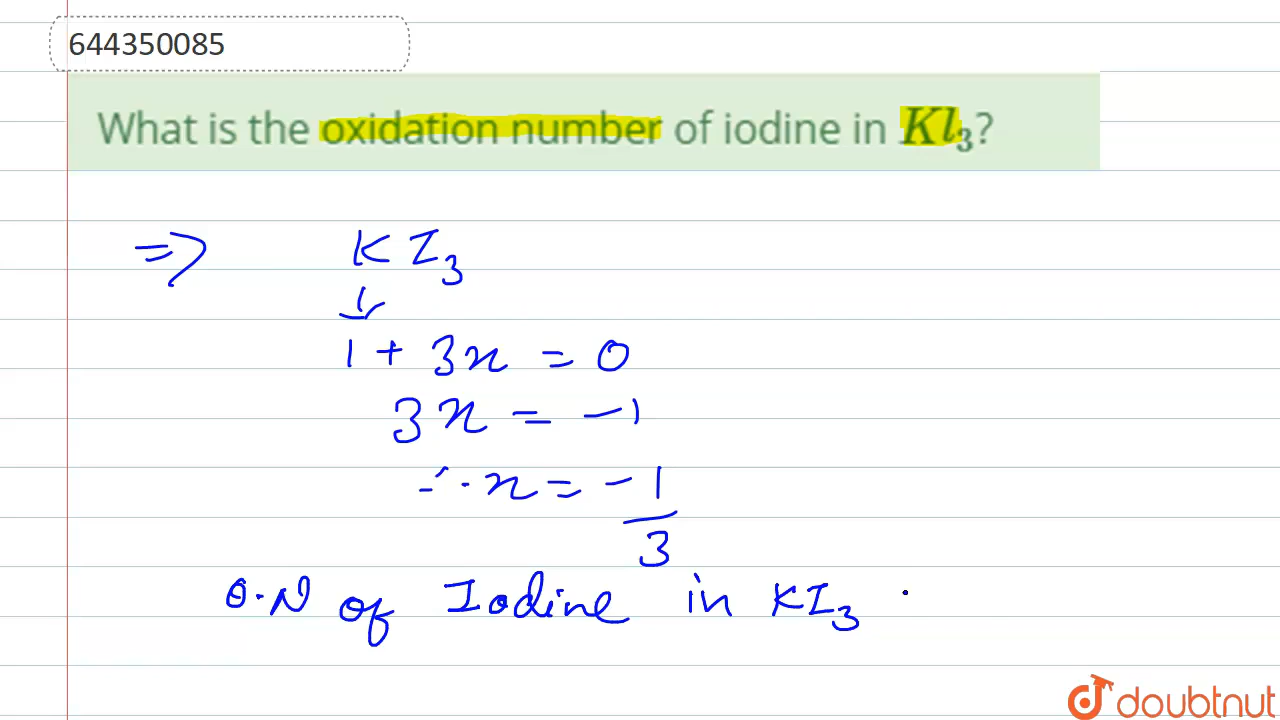 644350085
What is the oxidation number of iodine in Kl₃?
=> KI₃
↓
1 + 3x = 0
3x = -1
∴ x = -1/3
O.N of Iodine in KI₃
doubtnut